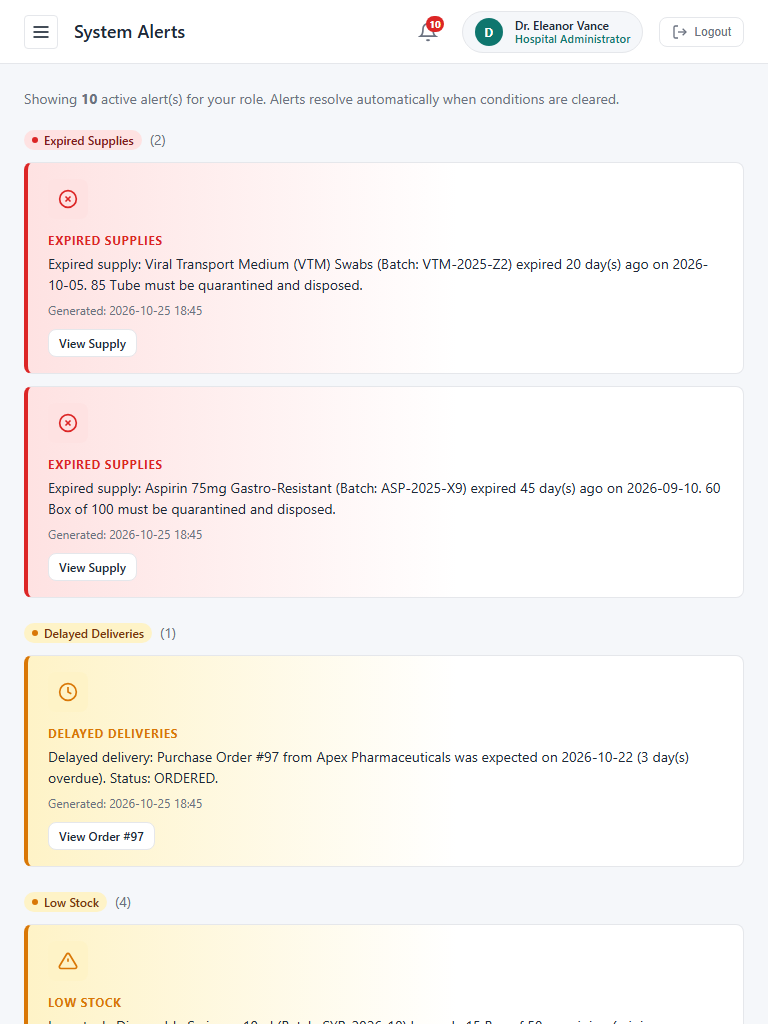 System Alerts
10
D
Dr. Eleanor Vance
Hospital Administrator
Logout
Showing 10 active alert(s) for your role. Alerts resolve automatically when conditions are cleared.
Expired Supplies (2)
EXPIRED SUPPLIES
Expired supply: Viral Transport Medium (VTM) Swabs (Batch: VTM-2025-Z2) expired 20 day(s) ago on 2026-
10-05. 85 Tube must be quarantined and disposed.
Generated: 2026-10-25 18:45
View Supply
EXPIRED SUPPLIES
Expired supply: Aspirin 75mg Gastro-Resistant (Batch: ASP-2025-X9) expired 45 day(s) ago on 2026-09-10. 60
Box of 100 must be quarantined and disposed.
Generated: 2026-10-25 18:45
View Supply
Delayed Deliveries (1)
DELAYED DELIVERIES
Delayed delivery: Purchase Order #97 from Apex Pharmaceuticals was expected on 2026-10-22 (3 day(s)
overdue). Status: ORDERED.
Generated: 2026-10-25 18:45
View Order #97
Low Stock (4)
LOW STOCK